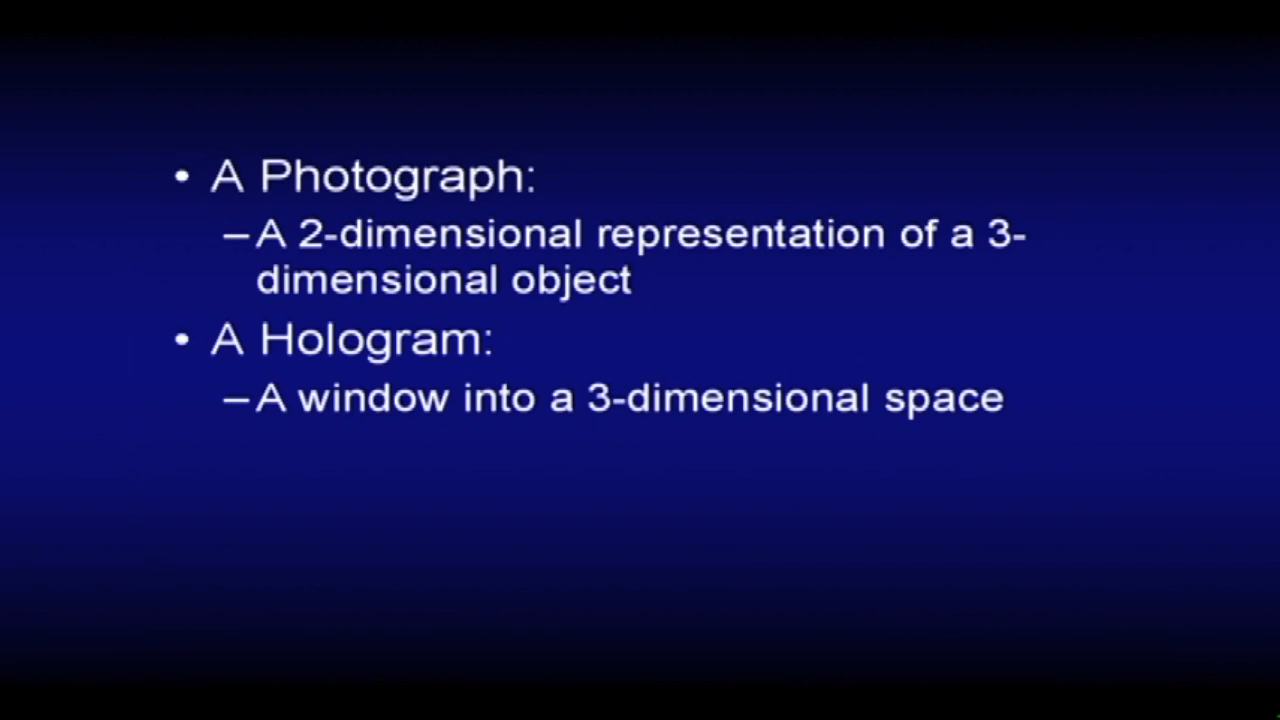 • A Photograph:
– A 2-dimensional representation of a 3-
dimensional object
• A Hologram:
– A window into a 3-dimensional space